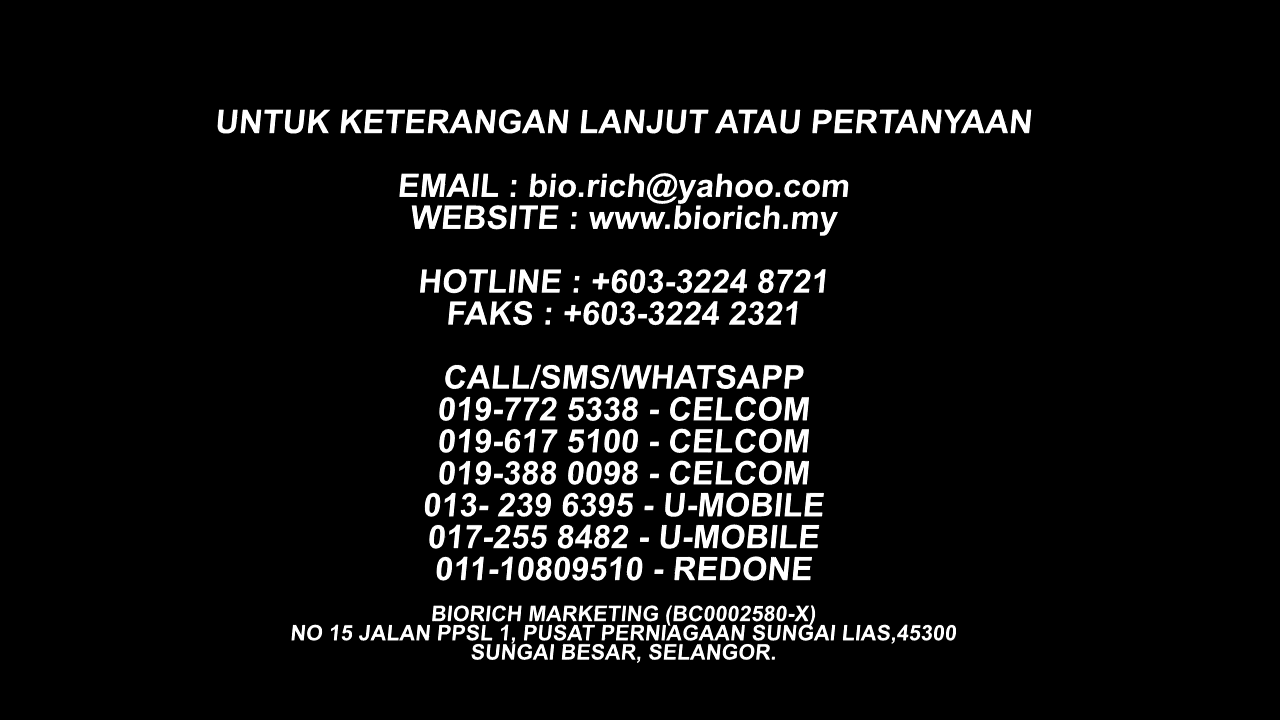 UNTUK KETERANGAN LANJUT ATAU PERTANYAAN
EMAIL : bio.rich@yahoo.com
WEBSITE : www.biorich.my
HOTLINE : +603-3224 8721
FAKS : +603-3224 2321
CALL/SMS/WHATSAPP
019-772 5338 - CELCOM
019-617 5100 - CELCOM
019-388 0098 - CELCOM
013- 239 6395 - U-MOBILE
017-255 8482 - U-MOBILE
011-10809510 - REDONE
BIORICH MARKETING (BC0002580-X)
NO 15 JALAN PPSL 1, PUSAT PERNIAGAAN SUNGAI LIAS,45300
SUNGAI BESAR, SELANGOR.